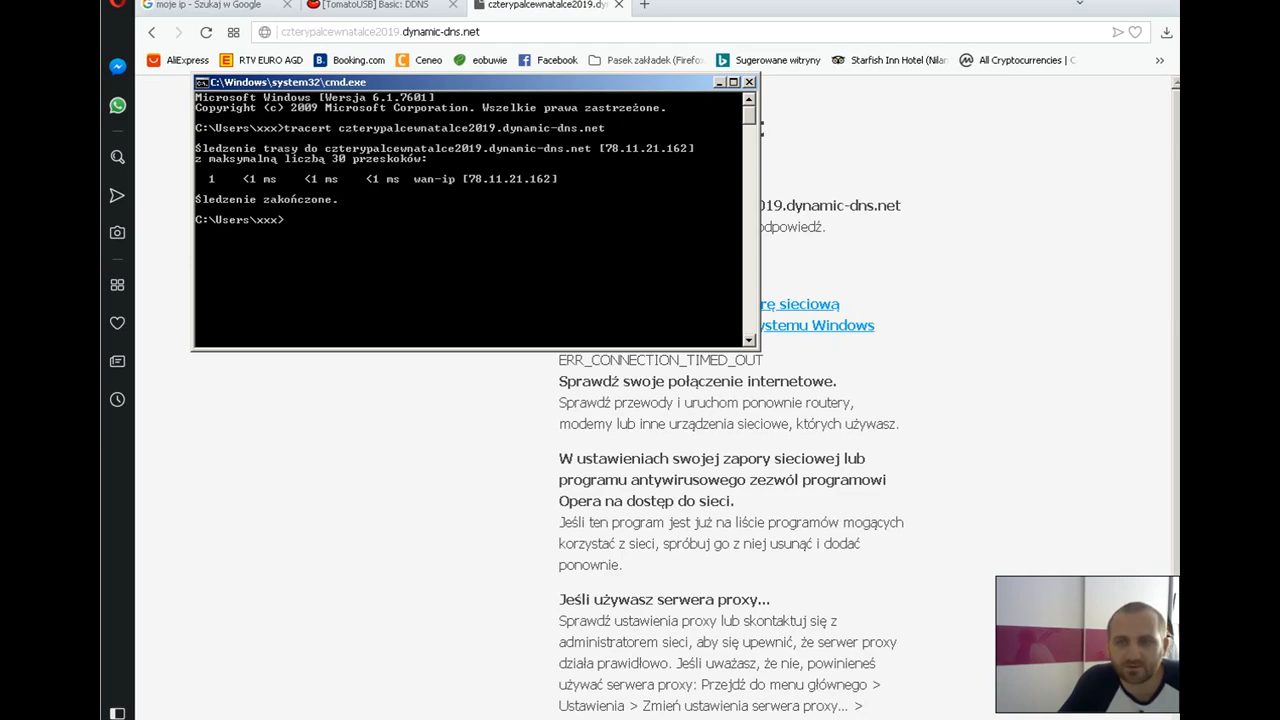 moje ip - Szukaj w Google
[TomatoUSB] Basic: DDNS
czterypalcewnatalce2019.dy
czterypalcewnatalce2019.dynamic-dns.net
AliExpress
RTV EURO AGD
Booking.com
Ceneo
eobuwie
Facebook
Pasek zakładek (Firefox
Sugerowane witryny
Starfish Inn Hotel (Nilan
All Cryptocurrencies | C
C:\Windows\system32\cmd.exe
Microsoft Windows [Wersja 6.1.7601]
Copyright (c) 2009 Microsoft Corporation. Wszelkie prawa zastrzeżone.
C:\Users\xxx>tracert czterypalcewnatalce2019.dynamic-dns.net
Śledzenie trasy do czterypalcewnatalce2019.dynamic-dns.net [78.11.21.162]
z maksymalną liczbą 30 przeskoków:
1 <1 ms <1 ms <1 ms wan-ip [78.11.21.162]
Śledzenie zakończone.
C:\Users\xxx>
019.dynamic-dns.net
odpowiedź.
rę sieciową
ystemu Windows
ERR_CONNECTION_TIMED_OUT
Sprawdź swoje połączenie internetowe.
Sprawdź przewody i uruchom ponownie routery,
modemy lub inne urządzenia sieciowe, których używasz.
W ustawieniach swojej zapory sieciowej lub
programu antywirusowego zezwól programowi
Opera na dostęp do sieci.
Jeśli ten program jest już na liście programów mogących
korzystać z sieci, spróbuj go z niej usunąć i dodać
ponownie.
Jeśli używasz serwera proxy...
Sprawdź ustawienia proxy lub skontaktuj się z
administratorem sieci, aby się upewnić, że serwer proxy
działa prawidłowo. Jeśli uważasz, że nie, powinieneś
używać serwera proxy: Przejdź do menu głównego >
Ustawienia > Zmień ustawienia serwera proxy... >